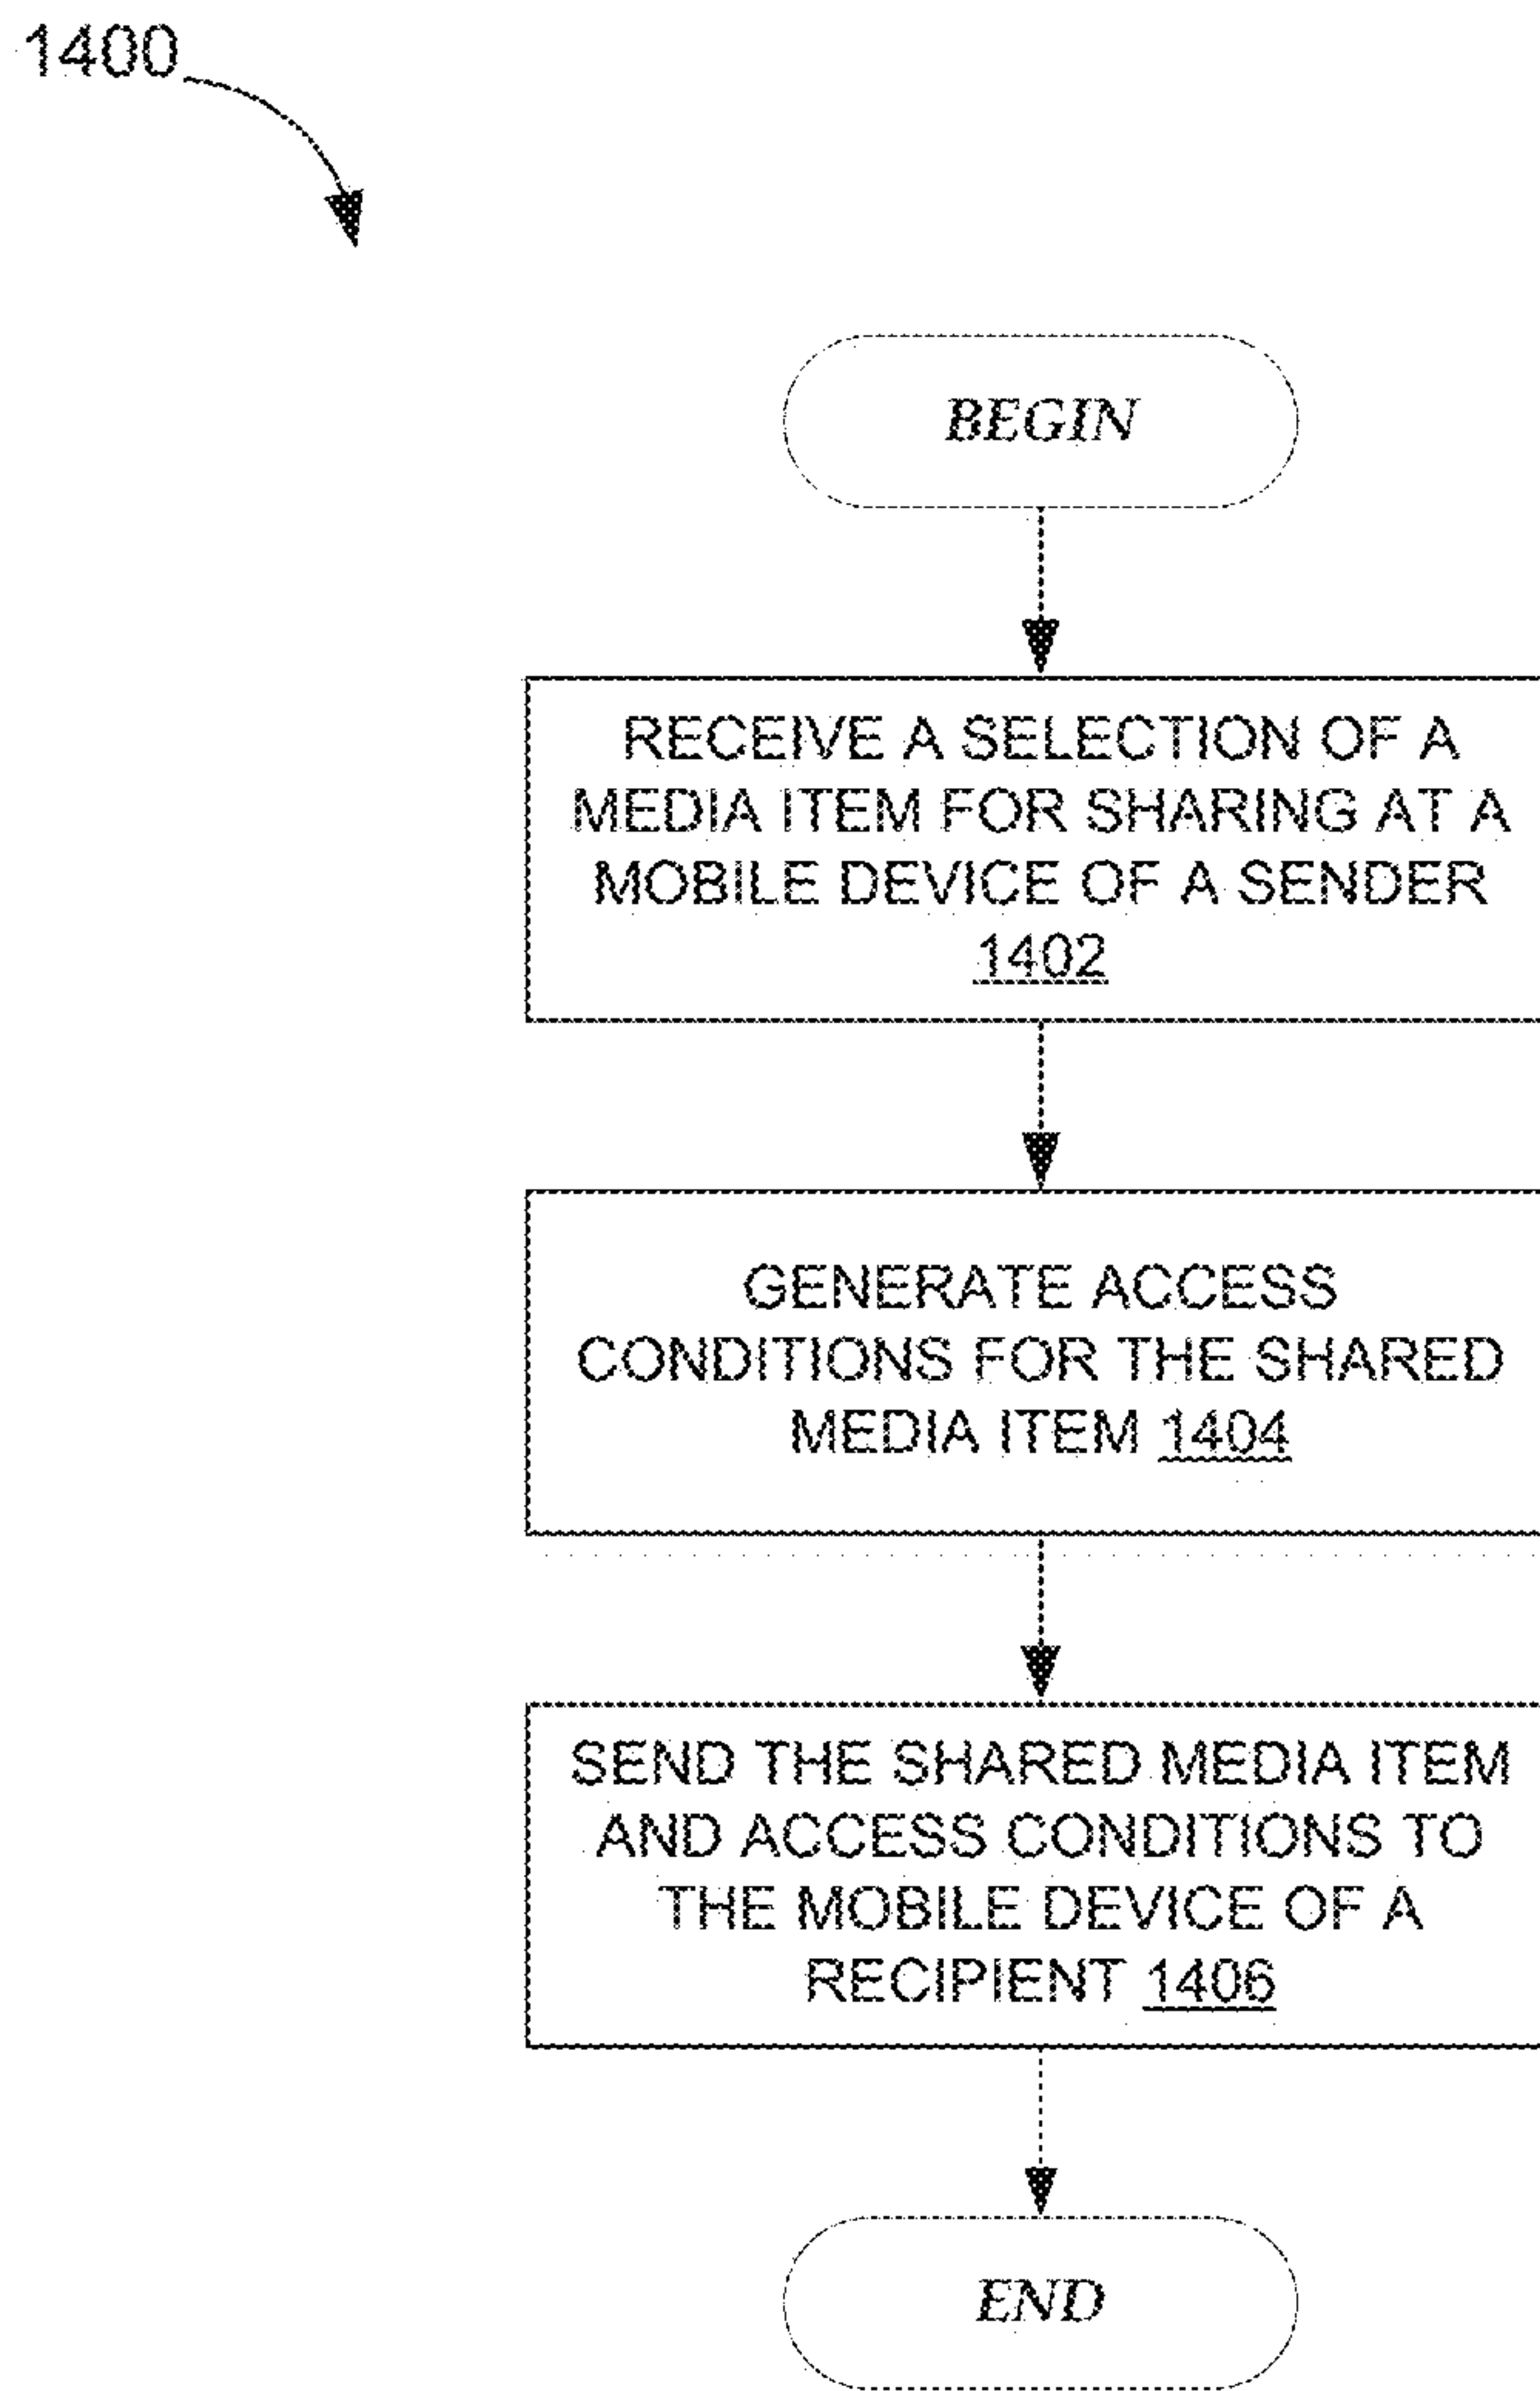 1400
BEGIN
RECEIVE A SELECTION OF A
MEDIA ITEM FOR SHARING AT A
MOBILE DEVICE OF A SENDER
1402
GENERATE ACCESS
CONDITIONS FOR THE SHARED
MEDIA ITEM 1404
SEND THE SHARED MEDIA ITEM
AND ACCESS CONDITIONS TO
THE MOBILE DEVICE OF A
RECIPIENT 1406
END